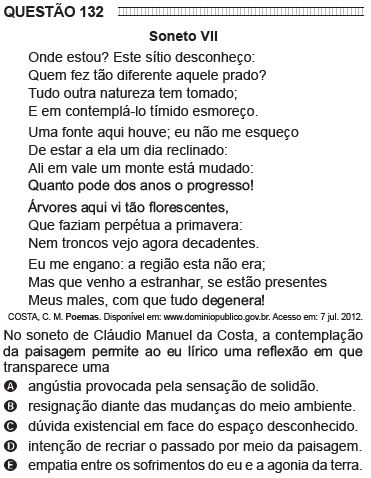 QUESTÃO 132
Soneto VII
Onde estou? Este sítio desconheço:
Quem fez tão diferente aquele prado?
Tudo outra natureza tem tomado;
E em contemplá-lo tímido esmoreço.
Uma fonte aqui houve; eu não me esqueço
De estar a ela um dia reclinado:
Ali em vale um monte está mudado:
Quanto pode dos anos o progresso!
Árvores aqui vi tão florescentes,
Que faziam perpétua a primavera:
Nem troncos vejo agora decadentes.
Eu me engano: a região esta não era;
Mas que venho a estranhar, se estão presentes
Meus males, com que tudo degenera!
COSTA, C. M. Poemas. Disponível em: www.dominiopublico.gov.br. Acesso em: 7 jul. 2012.
No soneto de Cláudio Manuel da Costa, a contemplação
da paisagem permite ao eu lírico uma reflexão em que
transparece uma
A angústia provocada pela sensação de solidão.
B resignação diante das mudanças do meio ambiente.
C dúvida existencial em face do espaço desconhecido.
D intenção de recriar o passado por meio da paisagem.
E empatia entre os sofrimentos do eu e a agonia da terra.